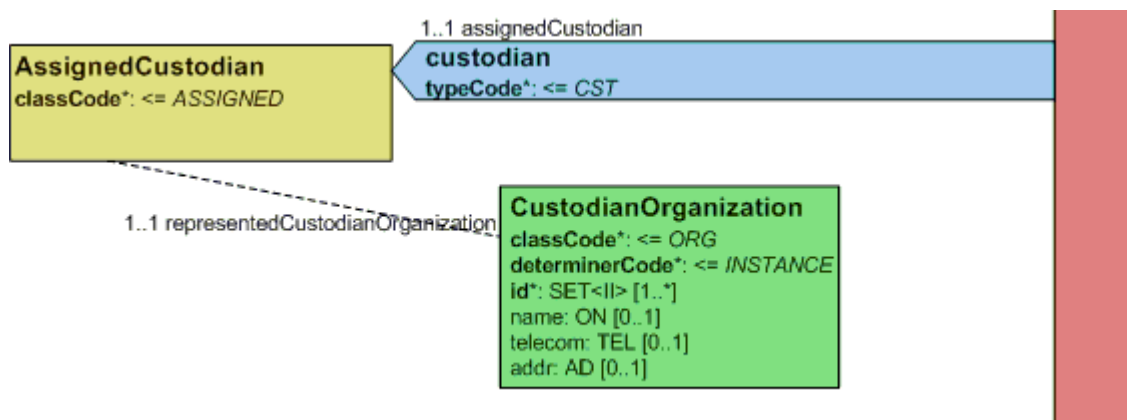 1..1 assignedCustodian
AssignedCustodian
classCode*: <= ASSIGNED
custodian
typeCode*: <= CST
1..1 representedCustodianOrganization
CustodianOrganization
classCode*: <= ORG
determinerCode*: <= INSTANCE
id*: SET<II> [1..*]
name: ON [0..1]
telecom: TEL [0..1]
addr: AD [0..1]